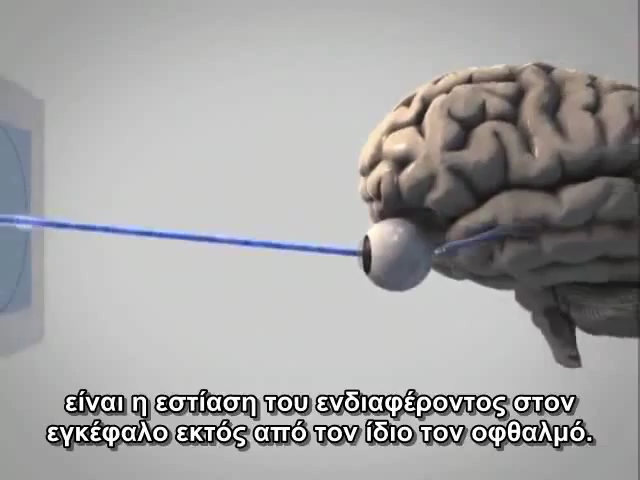 είναι η εστίαση του ενδιαφέροντος στον
εγκέφαλο εκτός από τον ίδιο τον οφθαλμό.